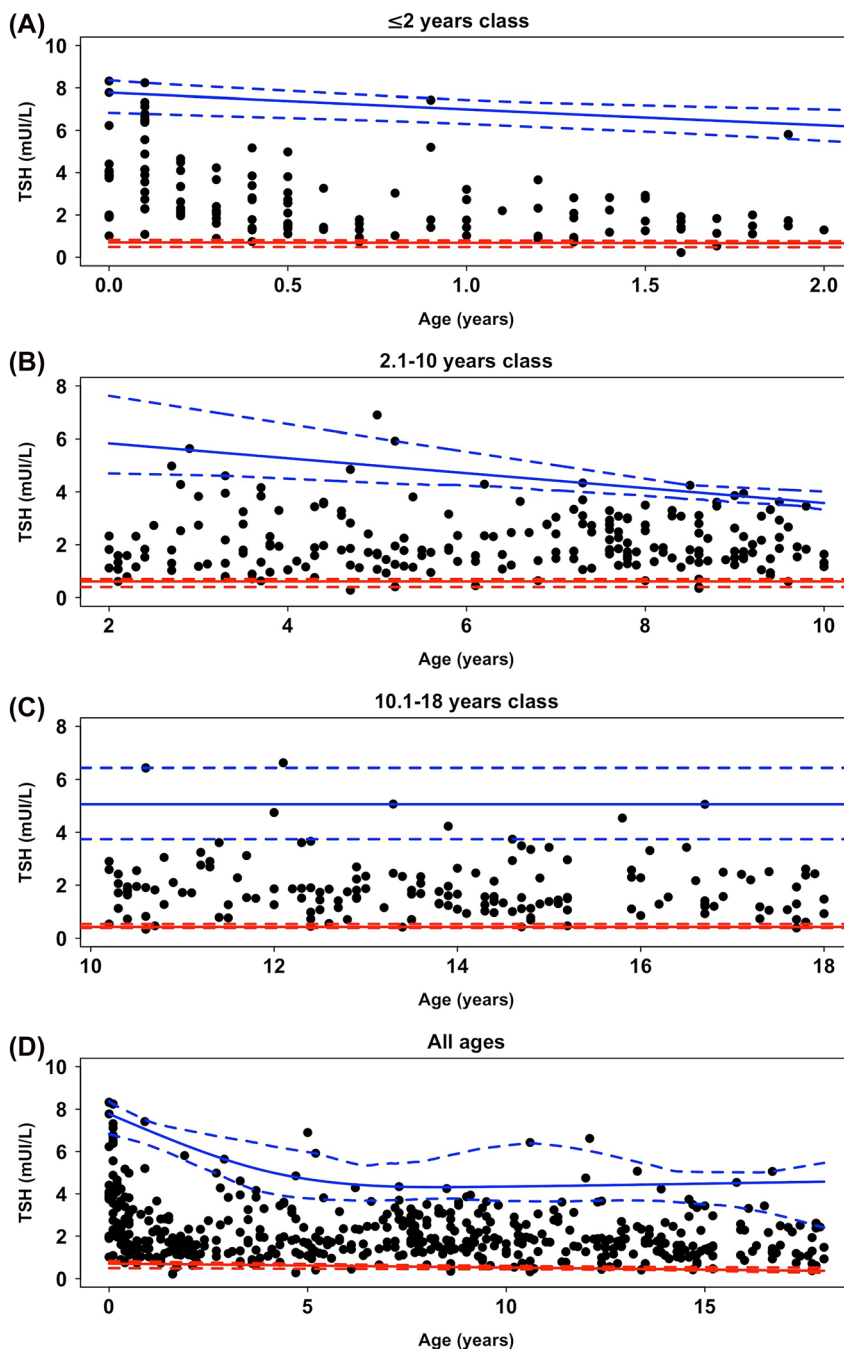 (A)
≤2 years class
10
8
6
4
2
0
TSH (mUI/L)
0.0 0.5 1.0 1.5 2.0
Age (years)
(B)
2.1-10 years class
8
6
4
2
0
TSH (mUI/L)
2 4 6 8 10
Age (years)
(C)
10.1-18 years class
8
6
4
2
0
TSH (mUI/L)
10 12 14 16 18
Age (years)
(D)
All ages
10
8
6
4
2
0
TSH (mUI/L)
0 5 10 15
Age (years)